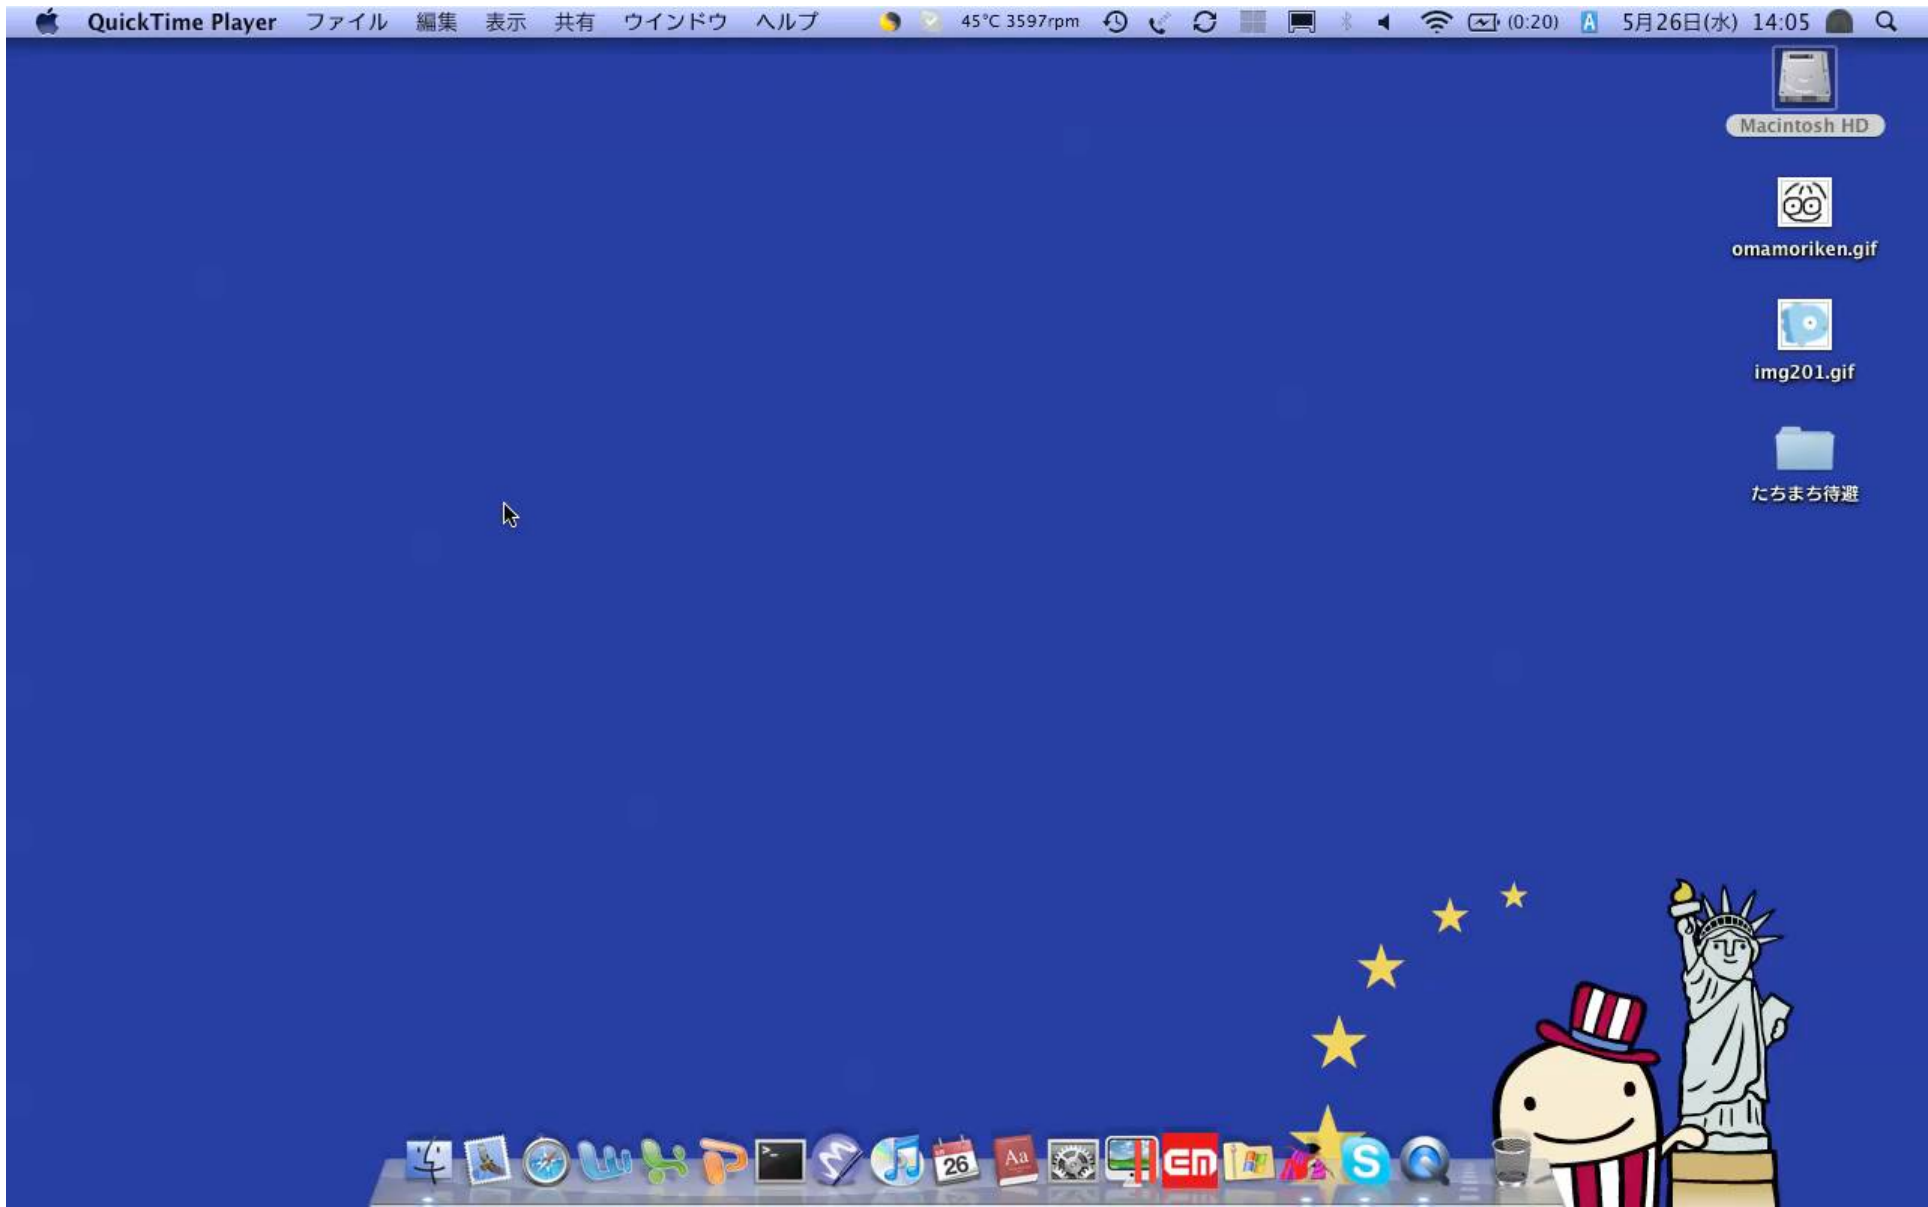 QuickTime Player ファイル 編集 表示 共有 ウインドウ ヘルプ 45°C 3597rpm (0:20) A 5月26日(水) 14:05
Macintosh HD
omamoriken.gif
img201.gif
たちまち待避
26 Aa EM S